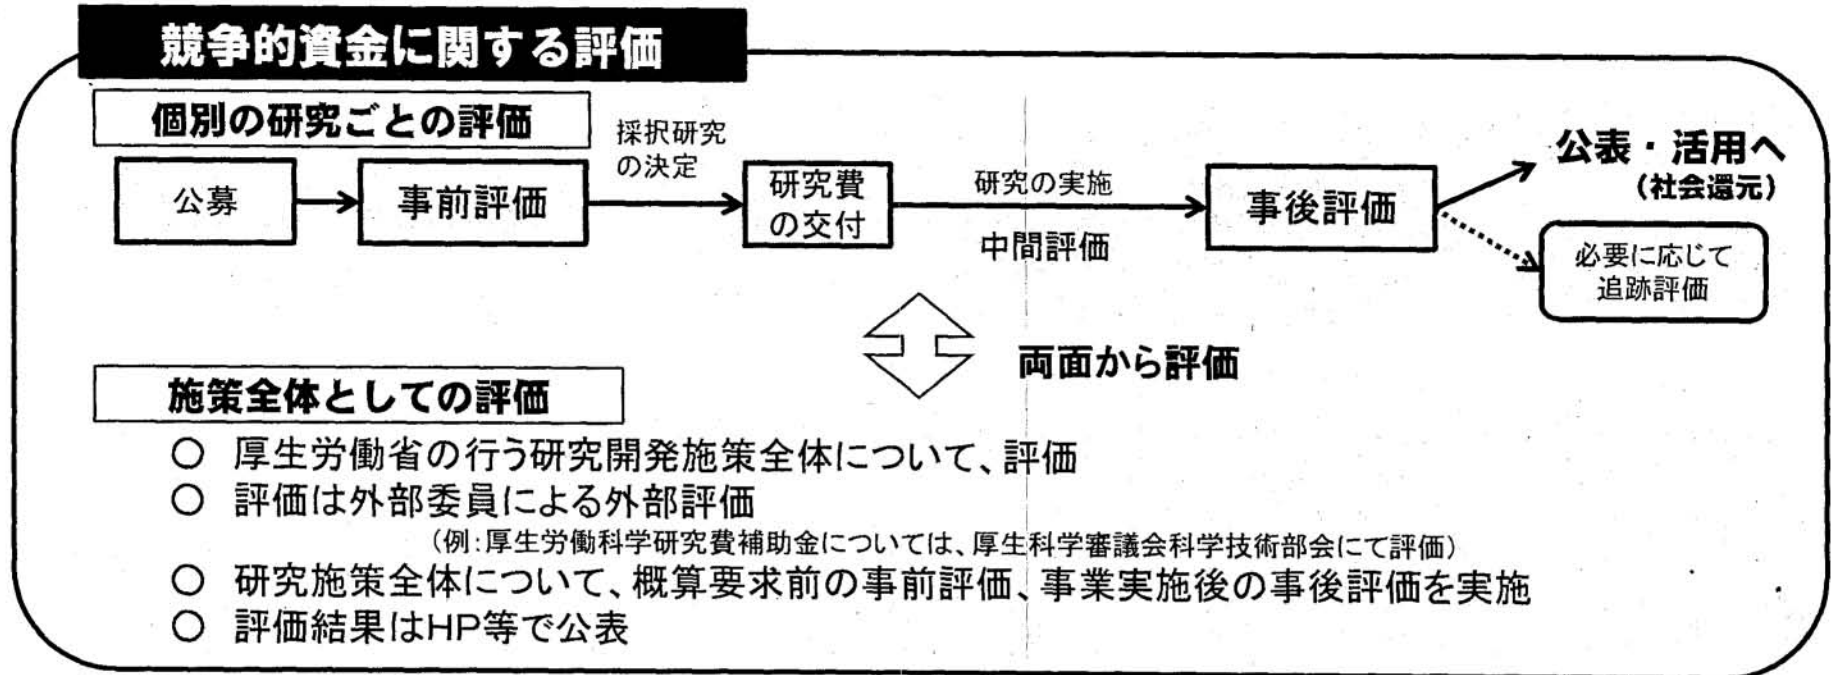 競争的資金に関する評価
個別の研究ごとの評価
公募
事前評価
採択研究
の決定
研究費
の交付
研究の実施
中間評価
事後評価
公表・活用へ
（社会還元）
必要に応じて
追跡評価
両面から評価
施策全体としての評価
○ 厚生労働省の行う研究開発施策全体について、評価
○ 評価は外部委員による外部評価
（例：厚生労働科学研究費補助金については、厚生科学審議会科学技術部会にて評価）
○ 研究施策全体について、概算要求前の事前評価、事業実施後の事後評価を実施
○ 評価結果はHP等で公表